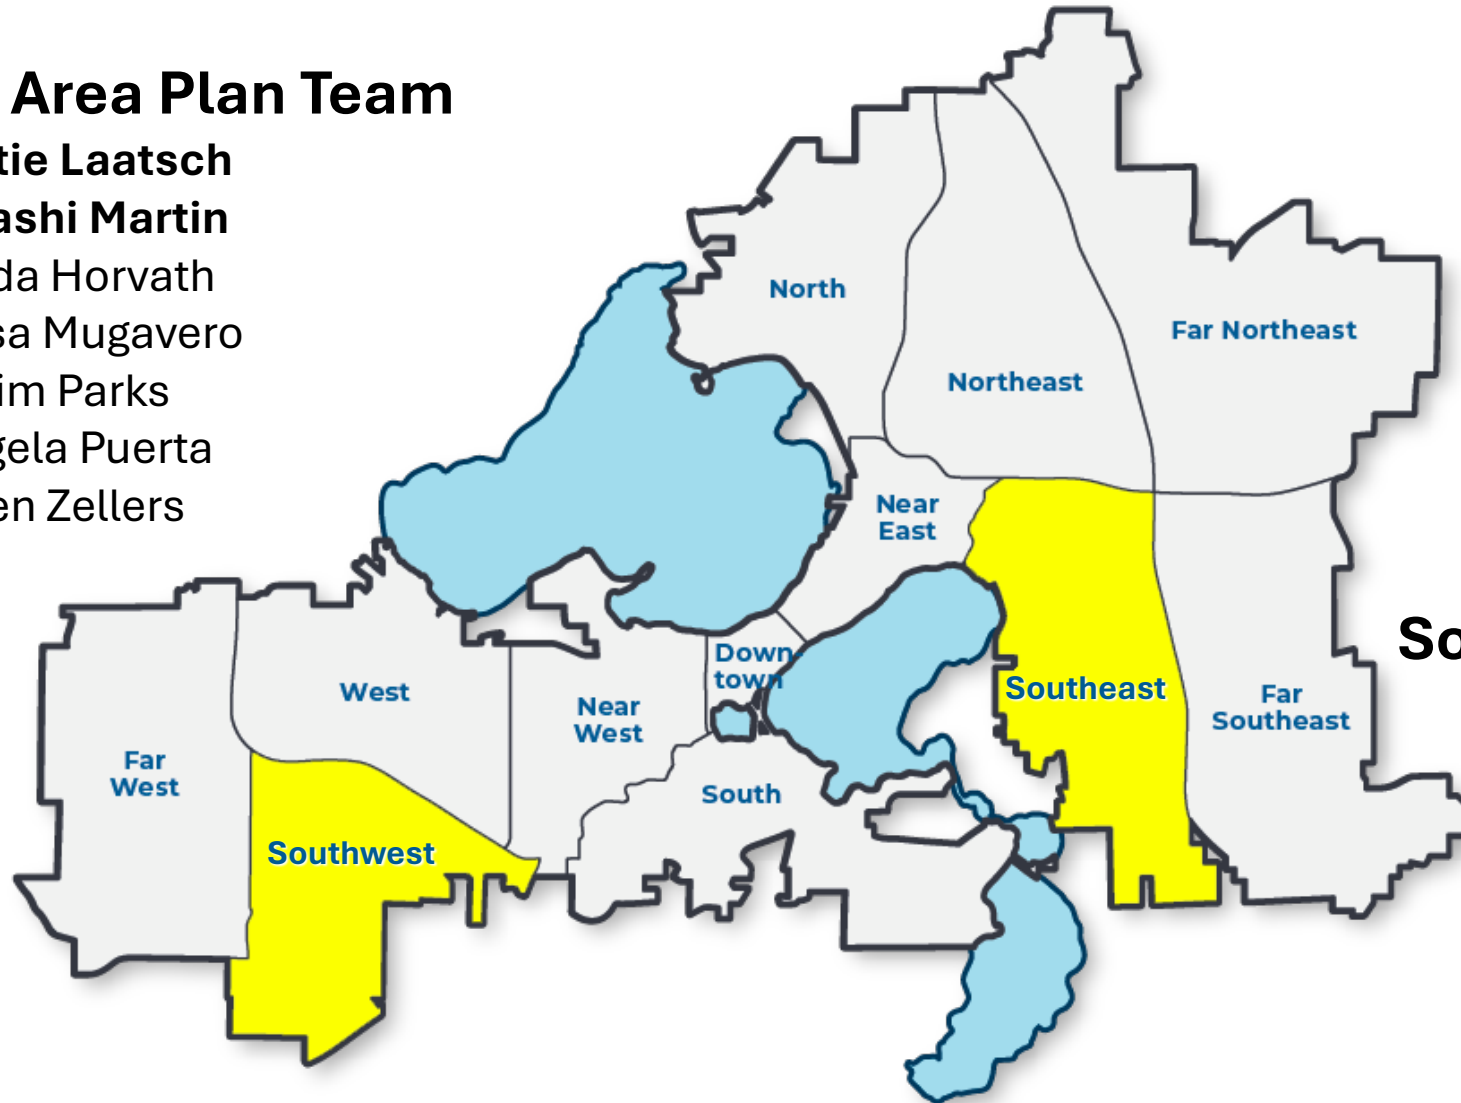 Area Plan Team
tie Laatsch
ashi Martin
da Horvath
sa Mugavero
im Parks
gela Puerta
en Zellers
North
Far Northeast
Northeast
Near
East
So
Down
town
Southeast
West
Near
West
Far
Southeast
Far
West
South
Southwest